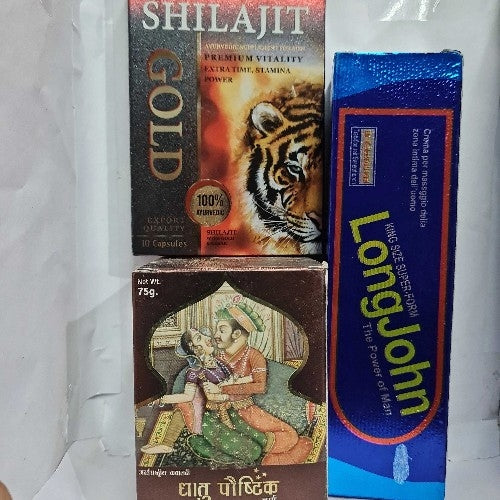 SHILAJIT
GOLD
PREMIUM VITALITY
EXTRA TIME, STAMINA
POWER
100%
AYURVEDIC
SHILAJIT
EXPORT
QUALITY
10 Capsules
Net Wt.
75g.
धातु पौष्टिक
Crema per massaggio della
zona intima dell'uomo
KING SIZE SUPER-FORM
LongJohn
The Power of Man